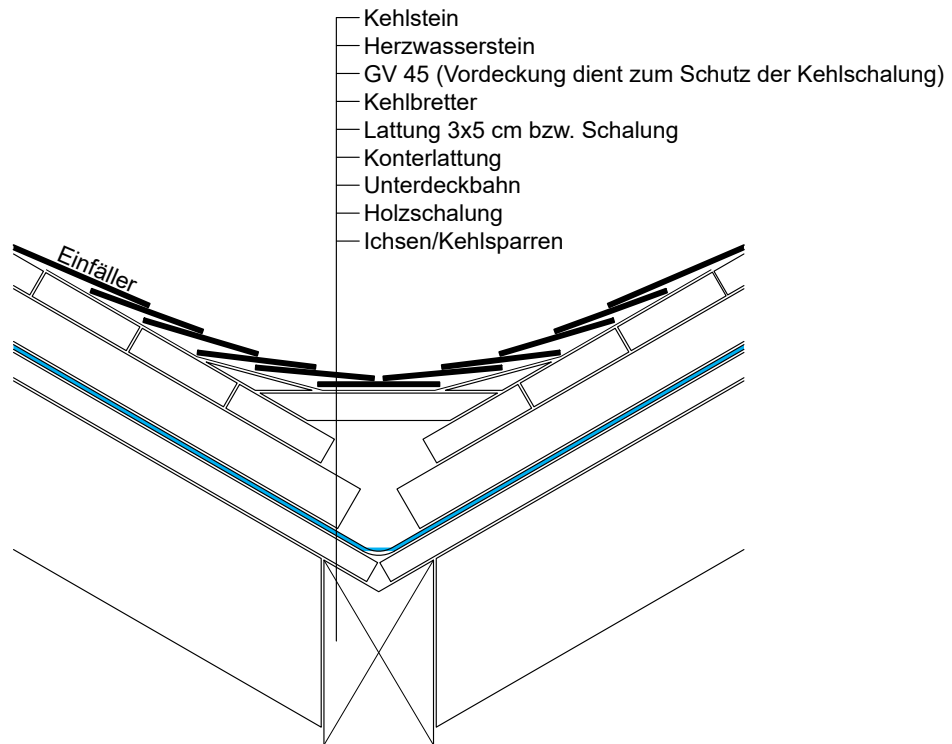 Kehlstein
Herzwasserstein
GV 45 (Vordeckung dient zum Schutz der Kehlschalung)
Kehlbretter
Lattung 3x5 cm bzw. Schalung
Konterlattung
Unterdeckbahn
Holzschalung
Ichsen/Kehlsparren
Einfäller